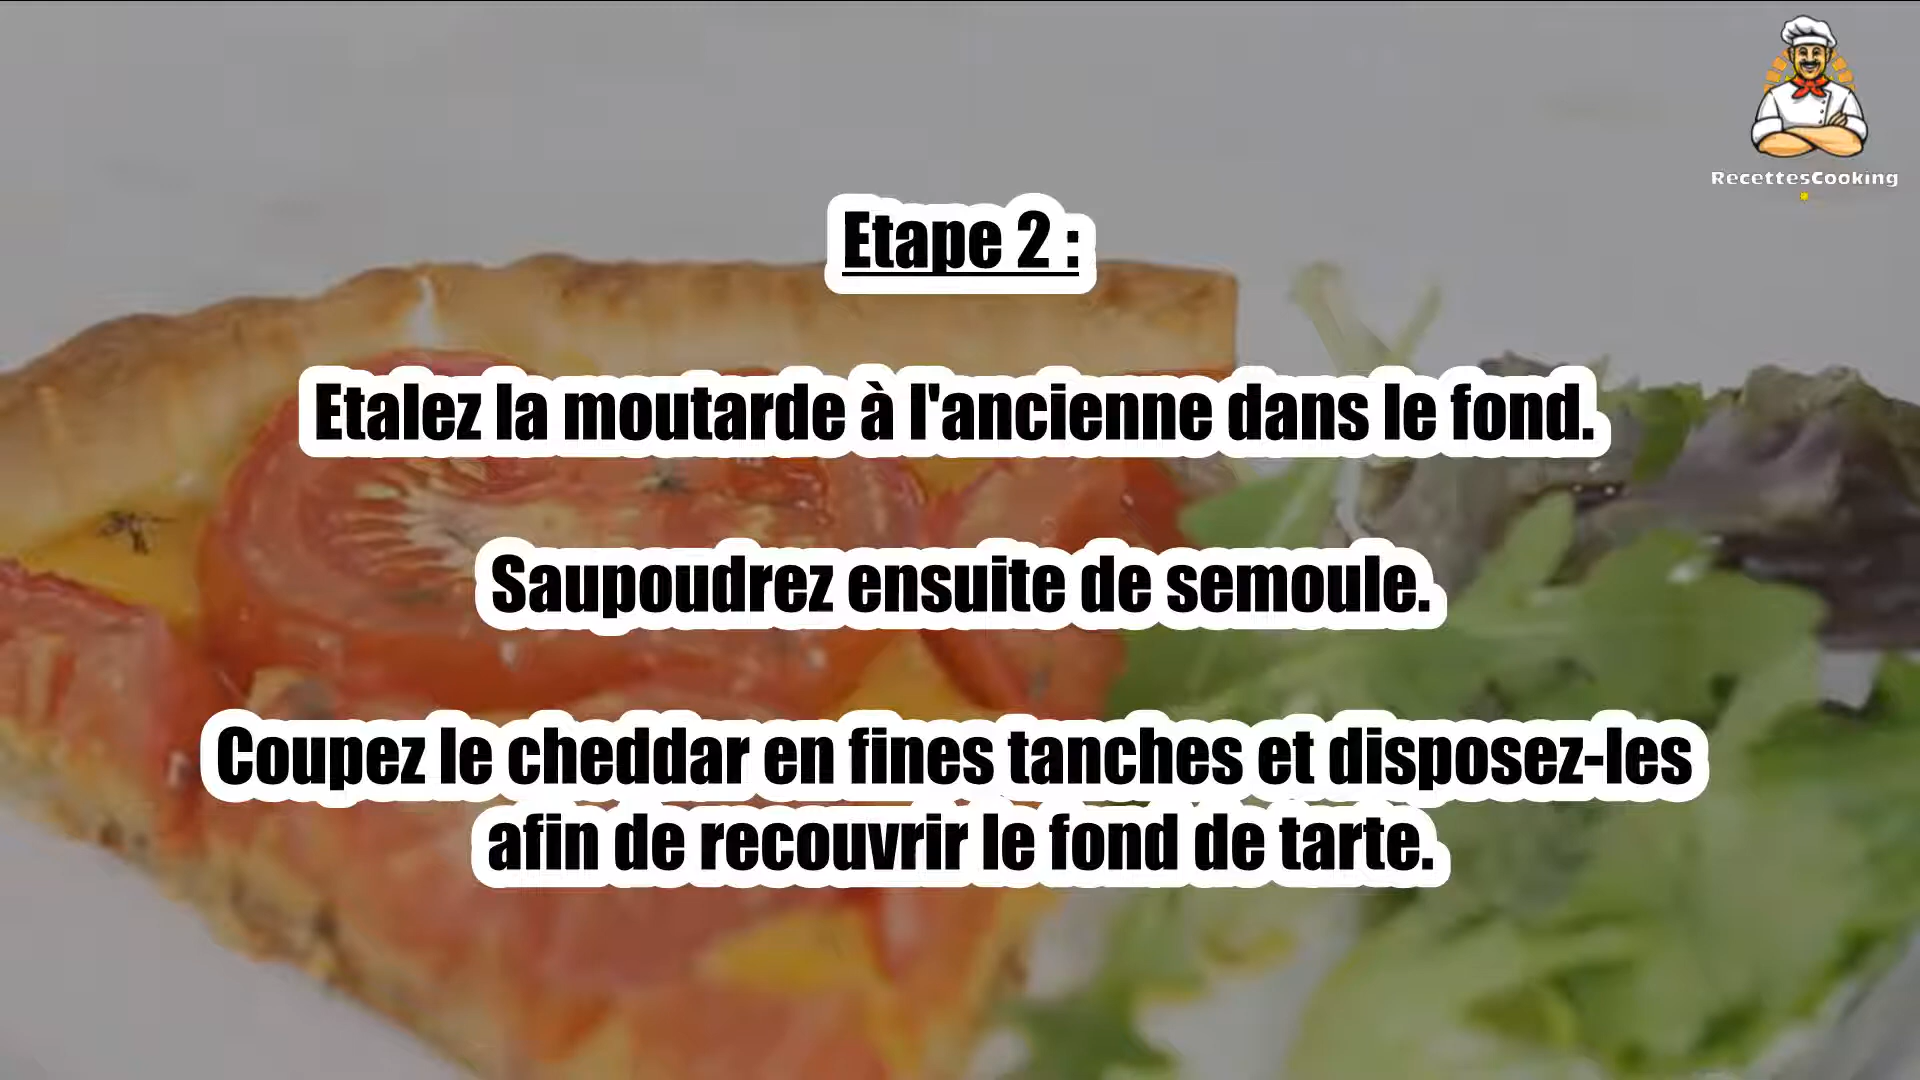 RecettesCooking
Etape 2 :
Etalez la moutarde à l'ancienne dans le fond.
Saupoudrez ensuite de semoule.
Coupez le cheddar en fines tanches et disposez-les
afin de recouvrir le fond de tarte.